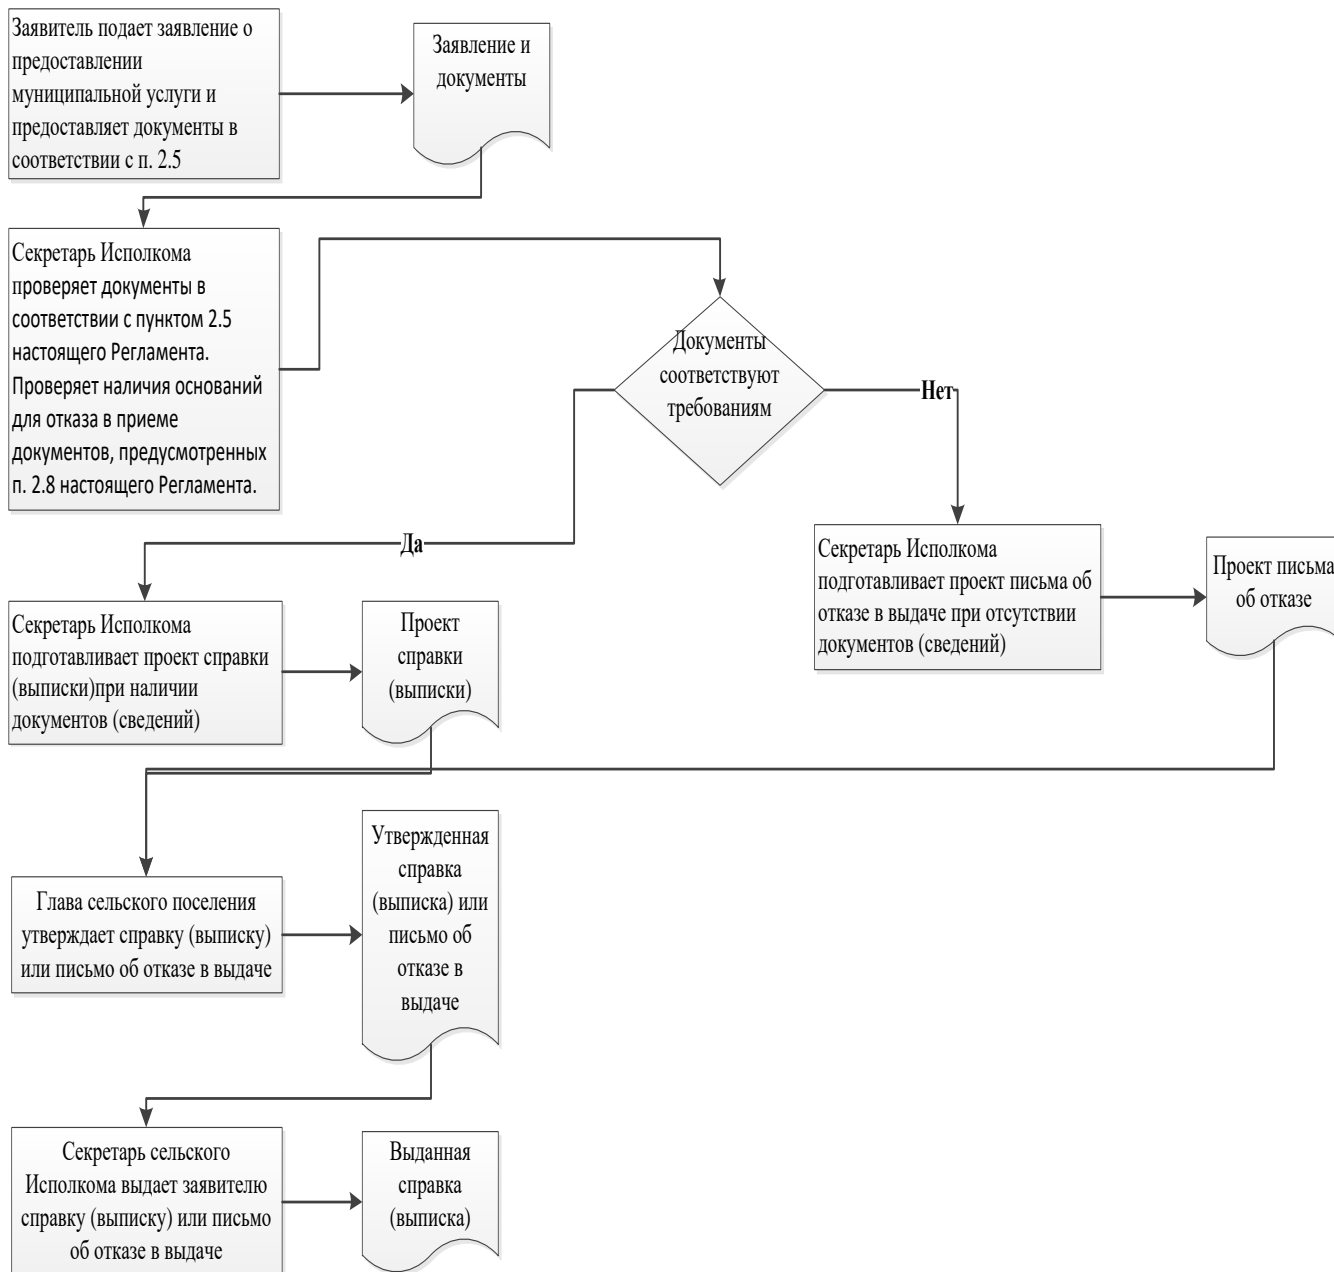 Заявитель подает заявление о
предоставлении
муниципальной услуги и
предоставляет документы в
соответствии с п. 2.5
Заявление и
документы
Секретарь Исполкома
проверяет документы в
соответствии с пунктом 2.5
настоящего Регламента.
Проверяет наличия оснований
для отказа в приеме
документов, предусмотренных
п. 2.8 настоящего Регламента.
Документы
соответствуют
требованиям
Нет
Да
Секретарь Исполкома
подготавливает проект письма об
отказе в выдаче при отсутствии
документов (сведений)
Проект письма
об отказе
Секретарь Исполкома
подготавливает проект справки
(выписки)при наличии
документов (сведений)
Проект
справки
(выписки)
Глава сельского поселения
утверждает справку (выписку)
или письмо об отказе в выдаче
Утвержденная
справка
(выписка) или
письмо об
отказе в
выдаче
Секретарь сельского
Исполкома выдает заявителю
справку (выписку) или письмо
об отказе в выдаче
Выданная
справка
(выписка)